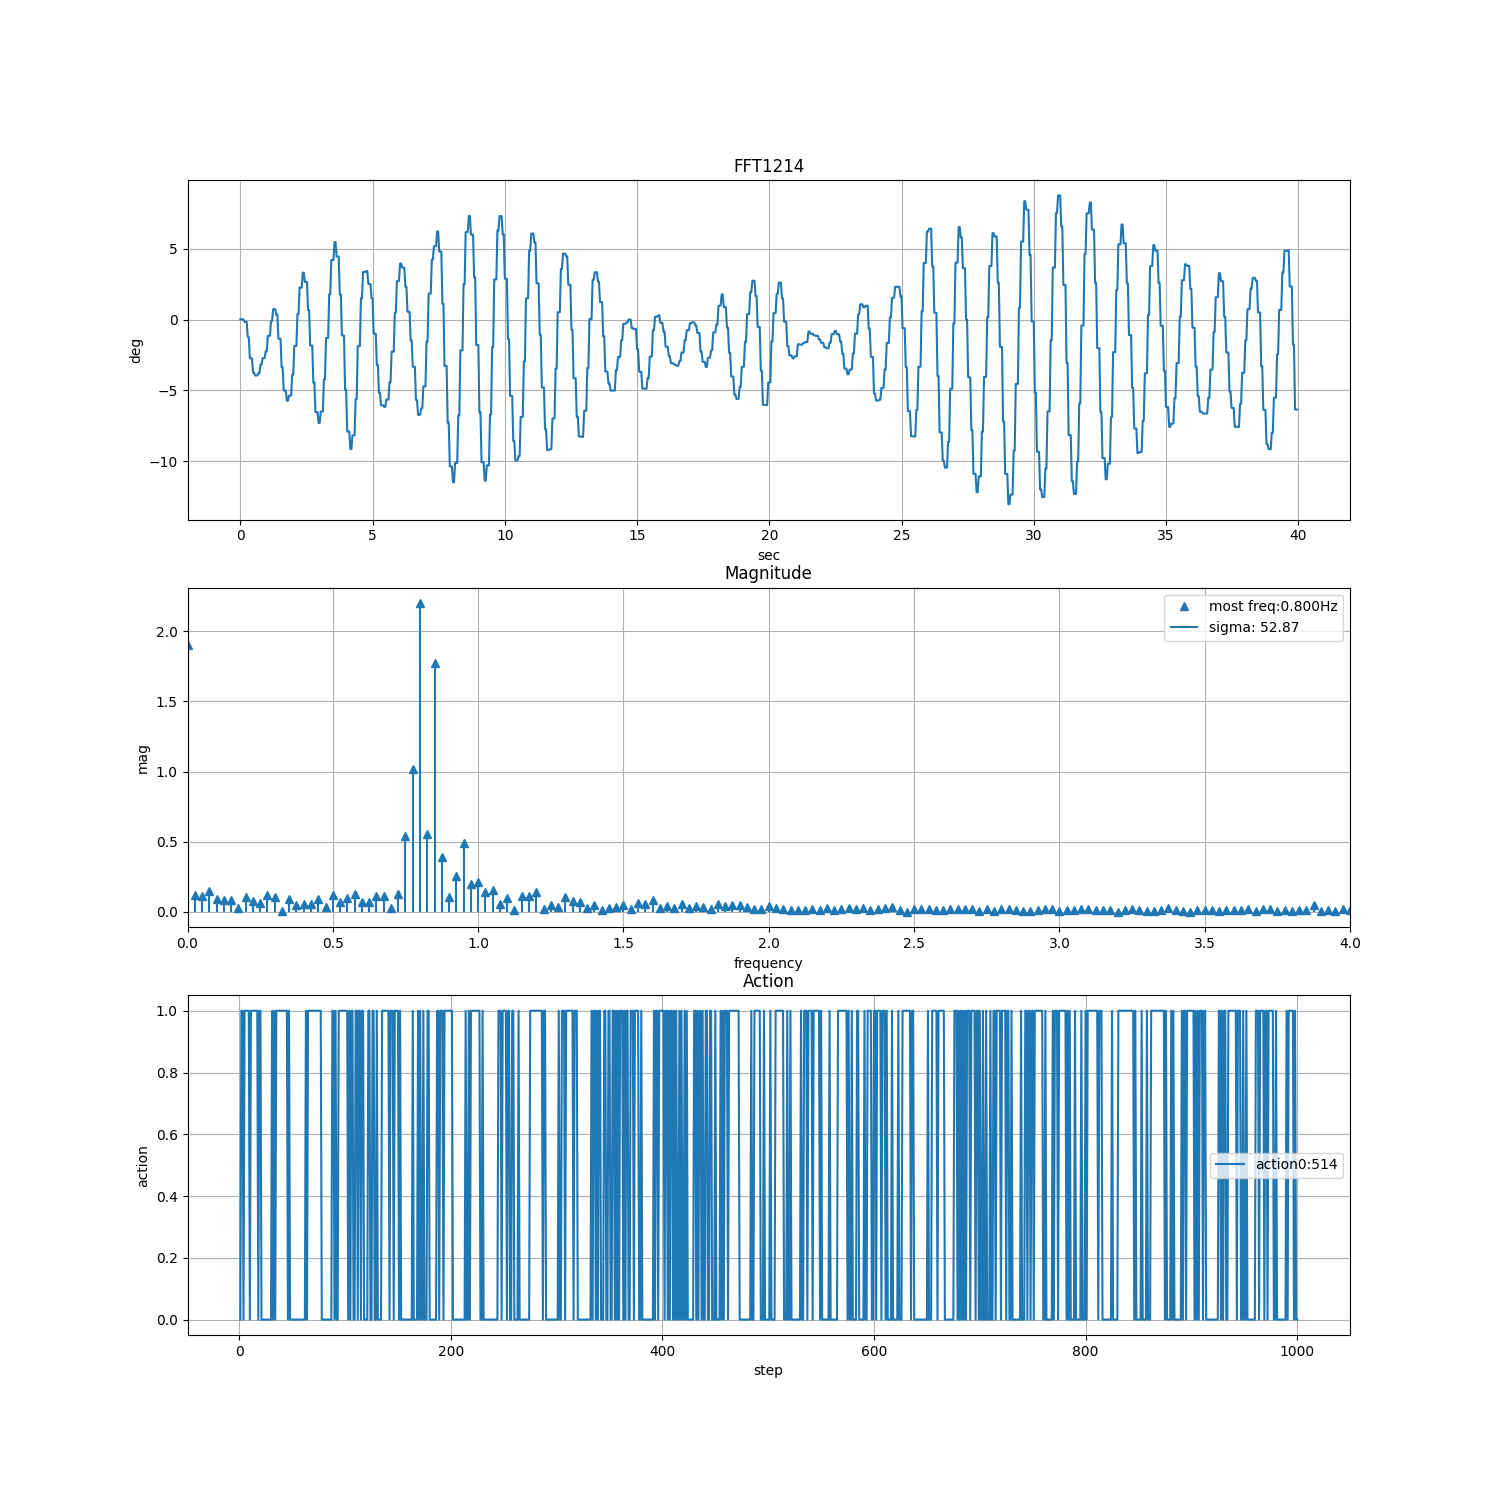 FFT1214
5
0
−5
−10
deg
0 5 10 15 20 25 30 35 40
sec
Magnitude
most freq:0.800Hz
sigma: 52.87
2.0
1.5
1.0
0.5
0.0
mag
0.0 0.5 1.0 1.5 2.0 2.5 3.0 3.5 4.0
frequency
Action
1.0
0.8
0.6
0.4
0.2
0.0
action
action0:514
0 200 400 600 800 1000
step